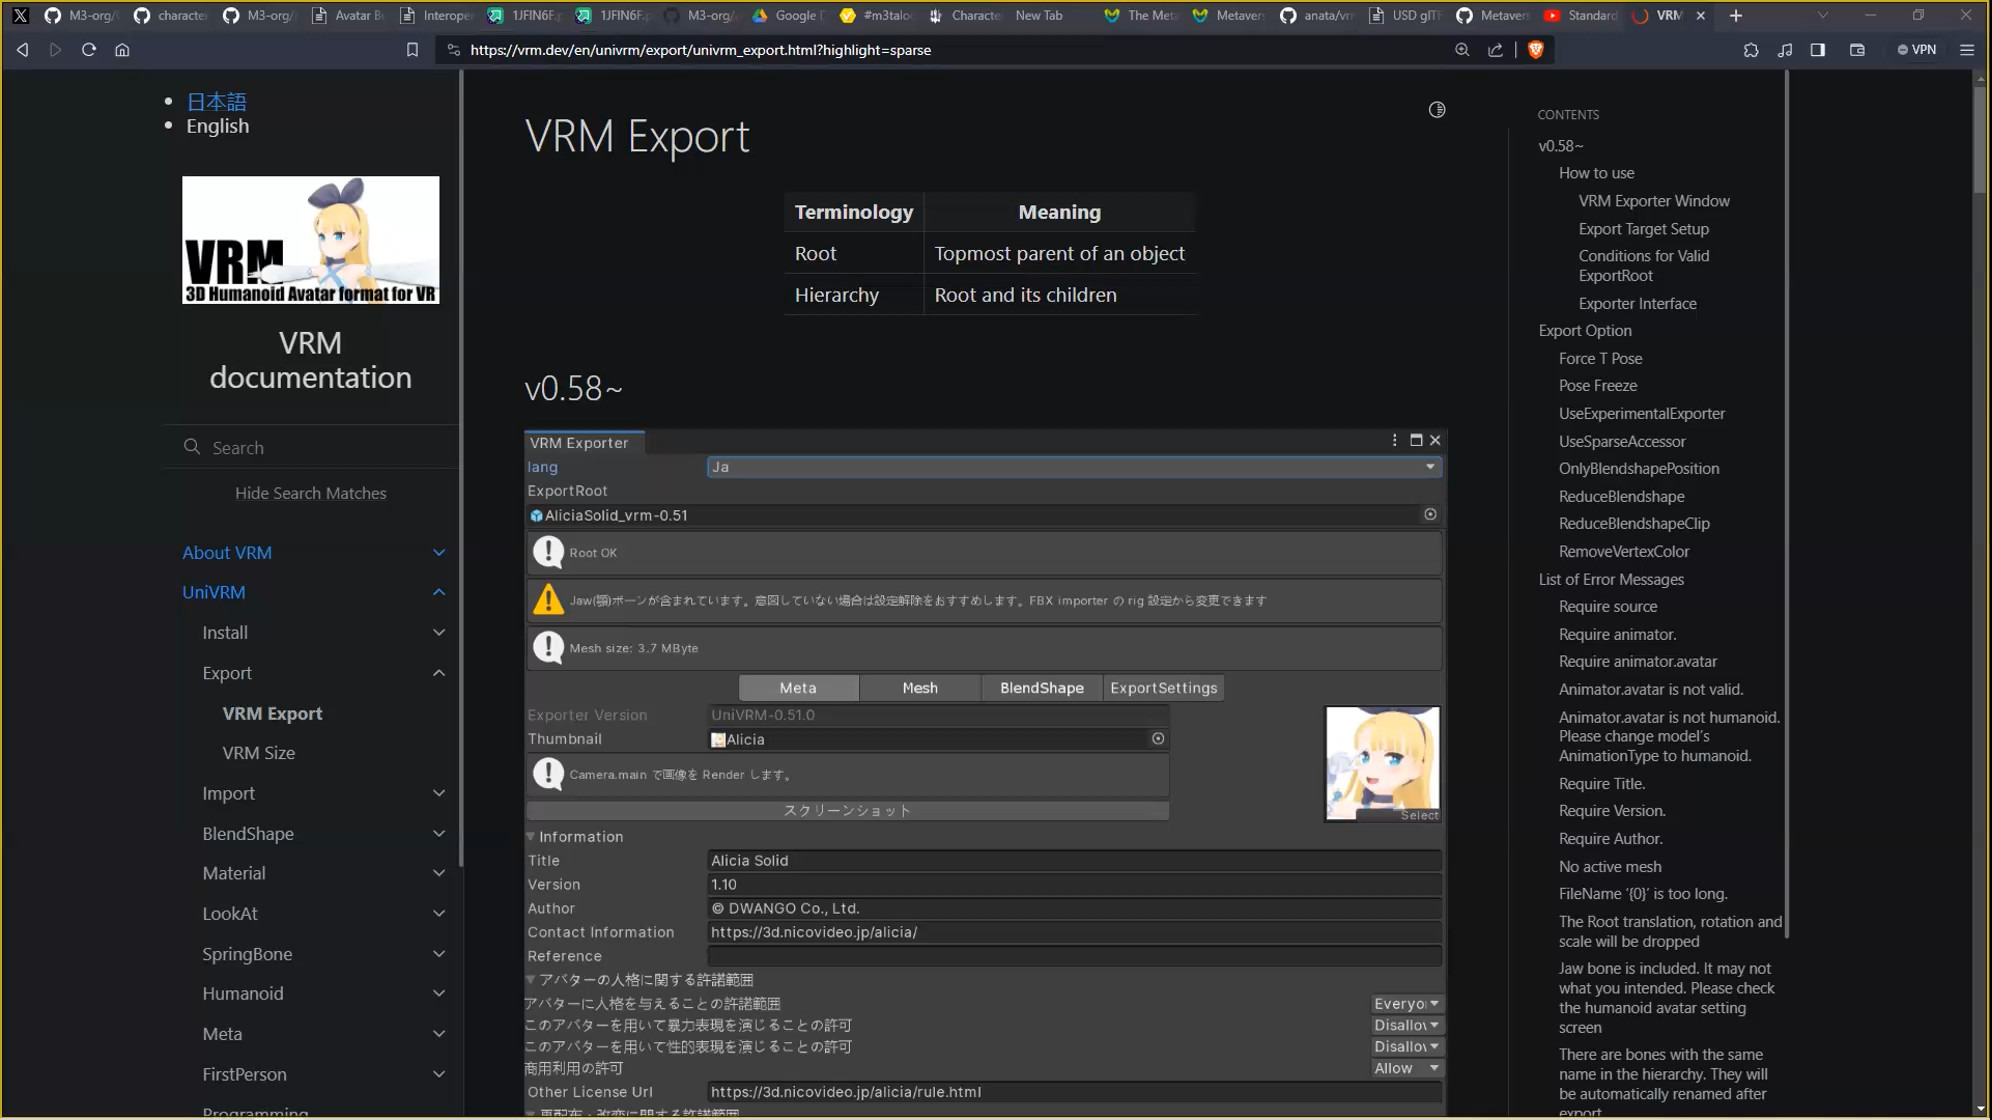 M3-org/
character
M3-org/
Avatar B
Interope
1JFIN6F.p
1JFIN6F.p
M3-org/
Google D
#m3talo
Characte
New Tab
The Meta
Metavers
anata/vr
USD glTF
Metavers
Standard
VRM
https://vrm.dev/en/univrm/export/univrm_export.html?highlight=sparse
VPN
日本語
English
VRM
3D Humanoid Avatar format for VR
VRM
documentation
Search
Hide Search Matches
About VRM
UniVRM
Install
Export
VRM Export
VRM Size
Import
BlendShape
Material
LookAt
SpringBone
Humanoid
Meta
FirstPerson
Programming
VRM Export
Terminology Meaning
Root Topmost parent of an object
Hierarchy Root and its children
v0.58~
VRM Exporter
lang Ja
ExportRoot
AliciaSolid_vrm-0.51
Root OK
Jaw(顎)ボーンが含まれています。意図していない場合は設定解除をおすすめします。FBX importer の rig 設定から変更できます
Mesh size: 3.7 MByte
Meta Mesh BlendShape ExportSettings
Exporter Version UniVRM-0.51.0
Thumbnail Alicia
Camera.main で画像を Render します。
スクリーンショット
Select
Information
Title Alicia Solid
Version 1.10
Author © DWANGO Co., Ltd.
Contact Information https://3d.nicovideo.jp/alicia/
Reference
アバターの人格に関する許諾範囲
アバターに人格を与えることの許諾範囲 Everyo
このアバターを用いて暴力表現を演じることの許可 Disallov
このアバターを用いて性的表現を演じることの許可 Disallov
商用利用の許可 Allow
Other License Url https://3d.nicovideo.jp/alicia/rule.html
再配布・改変に関する許諾範囲
CONTENTS
v0.58~
How to use
VRM Exporter Window
Export Target Setup
Conditions for Valid
ExportRoot
Exporter Interface
Export Option
Force T Pose
Pose Freeze
UseExperimentalExporter
UseSparseAccessor
OnlyBlendshapePosition
ReduceBlendshape
ReduceBlendshapeClip
RemoveVertexColor
List of Error Messages
Require source
Require animator.
Require animator.avatar
Animator.avatar is not valid.
Animator.avatar is not humanoid.
Please change model's
AnimationType to humanoid.
Require Title.
Require Version.
Require Author.
No active mesh
FileName '{0}' is too long.
The Root translation, rotation and
scale will be dropped
Jaw bone is included. It may not
what you intended. Please check
the humanoid avatar setting
screen
There are bones with the same
name in the hierarchy. They will
be automatically renamed after
export